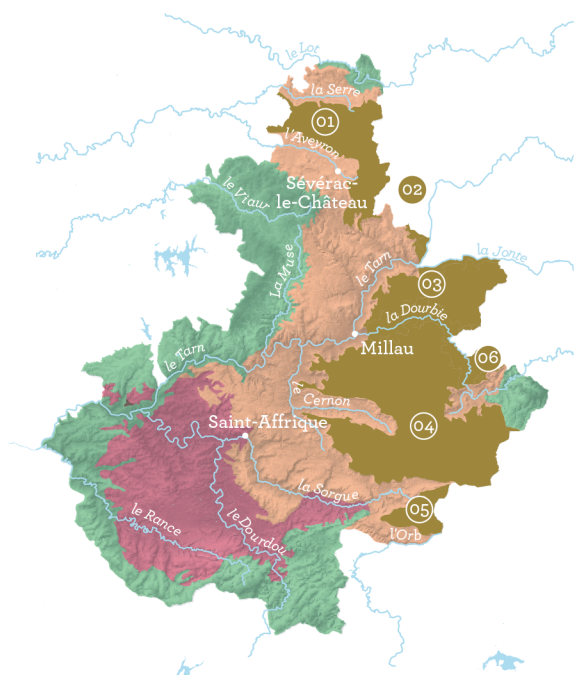 le Lot
la Serre
01
l'Aveyron
Sévérac-
le-Château
02
le Viaur
La Muse
la Jonte
le Tarn
03
la Dourbie
Millau
06
le Tarn
le
Cernon
Saint-Affrique
04
la Sorgue
05
le Rance
le Dourdou
l'Orb